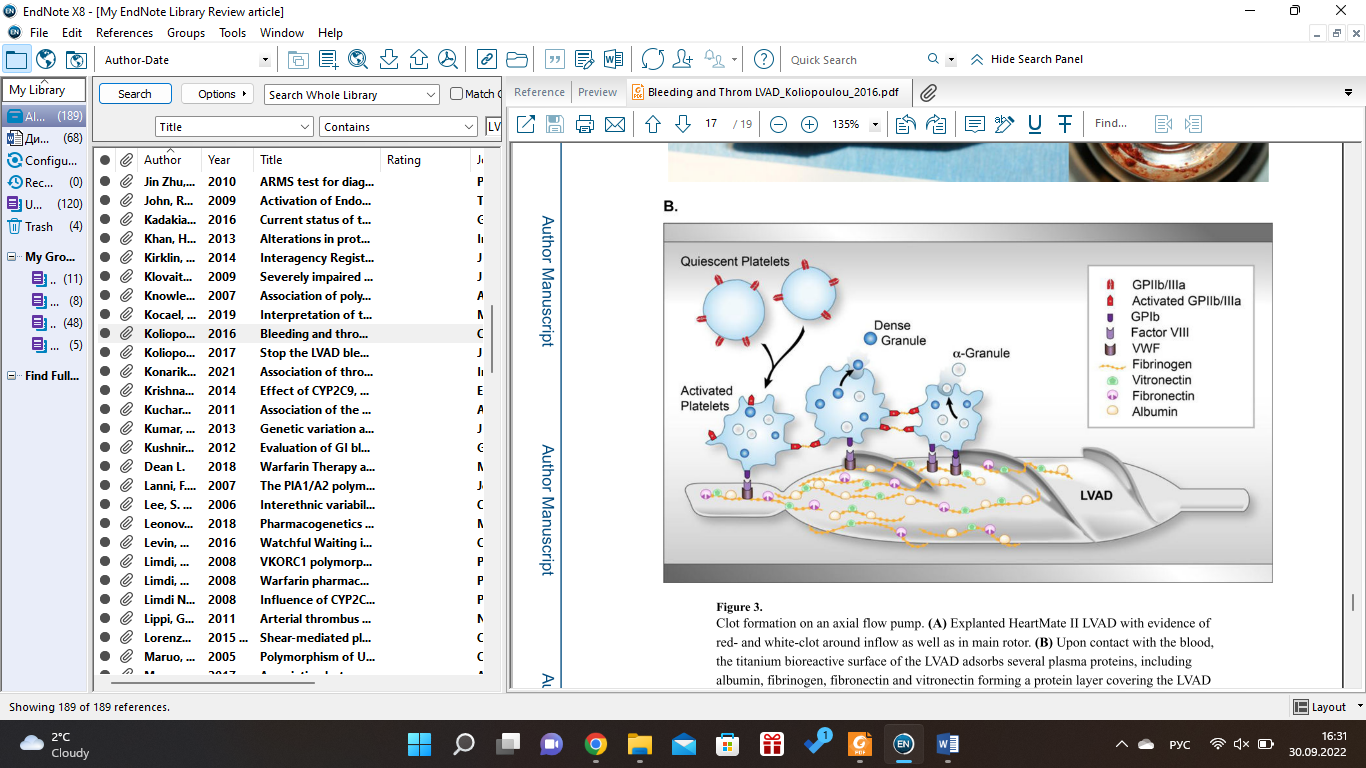 EndNote X8 - [My EndNote Library Review article]
File Edit References Groups Tools Window Help
Author-Date
Quick Search
Hide Search Panel
My Library
Al... (189)
Ди... (68)
Configu...
Rec... (0)
U... (120)
Trash (4)
My Gro...
.. (11)
... (8)
.. (48)
... (5)
Find Full...
Search Options Search Whole Library Match
Title Contains LV
Author Year Title Rating
Jin Zhu,... 2010 ARMS test for diag... P
John, R... 2009 Activation of Endo... T
Kadakia... 2016 Current status of t... G
Khan, H... 2013 Alterations in prot... I
Kirklin, ... 2014 Interagency Regist... J
Klovait... 2009 Severely impaired ... J
Knowle... 2007 Association of poly... A
Kocael, ... 2019 Interpretation of t... M
Koliopo... 2016 Bleeding and thro... C
Koliopo... 2017 Stop the LVAD ble... J
Konarik... 2021 Association of thro... I
Krishna... 2014 Effect of CYP2C9, ... E
Kuchar... 2011 Association of the ... A
Kumar, ... 2013 Genetic variation a... J
Kushnir... 2012 Evaluation of GI bl... G
Dean L. 2018 Warfarin Therapy a... M
Lanni, F.... 2007 The PIA1/A2 polym... J
Lee, S. ... 2006 Interethnic variabil... C
Leonov... 2018 Pharmacogenetics ... M
Levin, ... 2016 Watchful Waiting i... C
Limdi, ... 2008 VKORC1 polymorp... P
Limdi, ... 2008 Warfarin pharmac... P
Limdi N... 2008 Influence of CYP2C... P
Lippi, G... 2011 Arterial thrombus ... N
Lorenz... 2015 ... Shear-mediated pl... C
Maruo, ... 2005 Polymorphism of U... C
Reference Preview Bleeding and Throm LVAD_Koliopoulou_2016.pdf
17 / 19 135% Find...
Author Manuscript
Author Manuscript
B.
Quiescent Platelets
Dense
Granule
α-Granule
Activated
Platelets
LVAD
GPIIb/IIIa
Activated GPIIb/IIIa
GPIb
Factor VIII
VWF
Fibrinogen
Vitronectin
Fibronectin
Albumin
Figure 3.
Clot formation on an axial flow pump. (A) Explanted HeartMate II LVAD with evidence of
red- and white-clot around inflow as well as in main rotor. (B) Upon contact with the blood,
the titanium bioreactive surface of the LVAD adsorbs several plasma proteins, including
albumin, fibrinogen, fibronectin and vitronectin forming a protein layer covering the LVAD
Showing 189 of 189 references.
Layout
2°C
Cloudy
1
РУС
16:31
30.09.2022